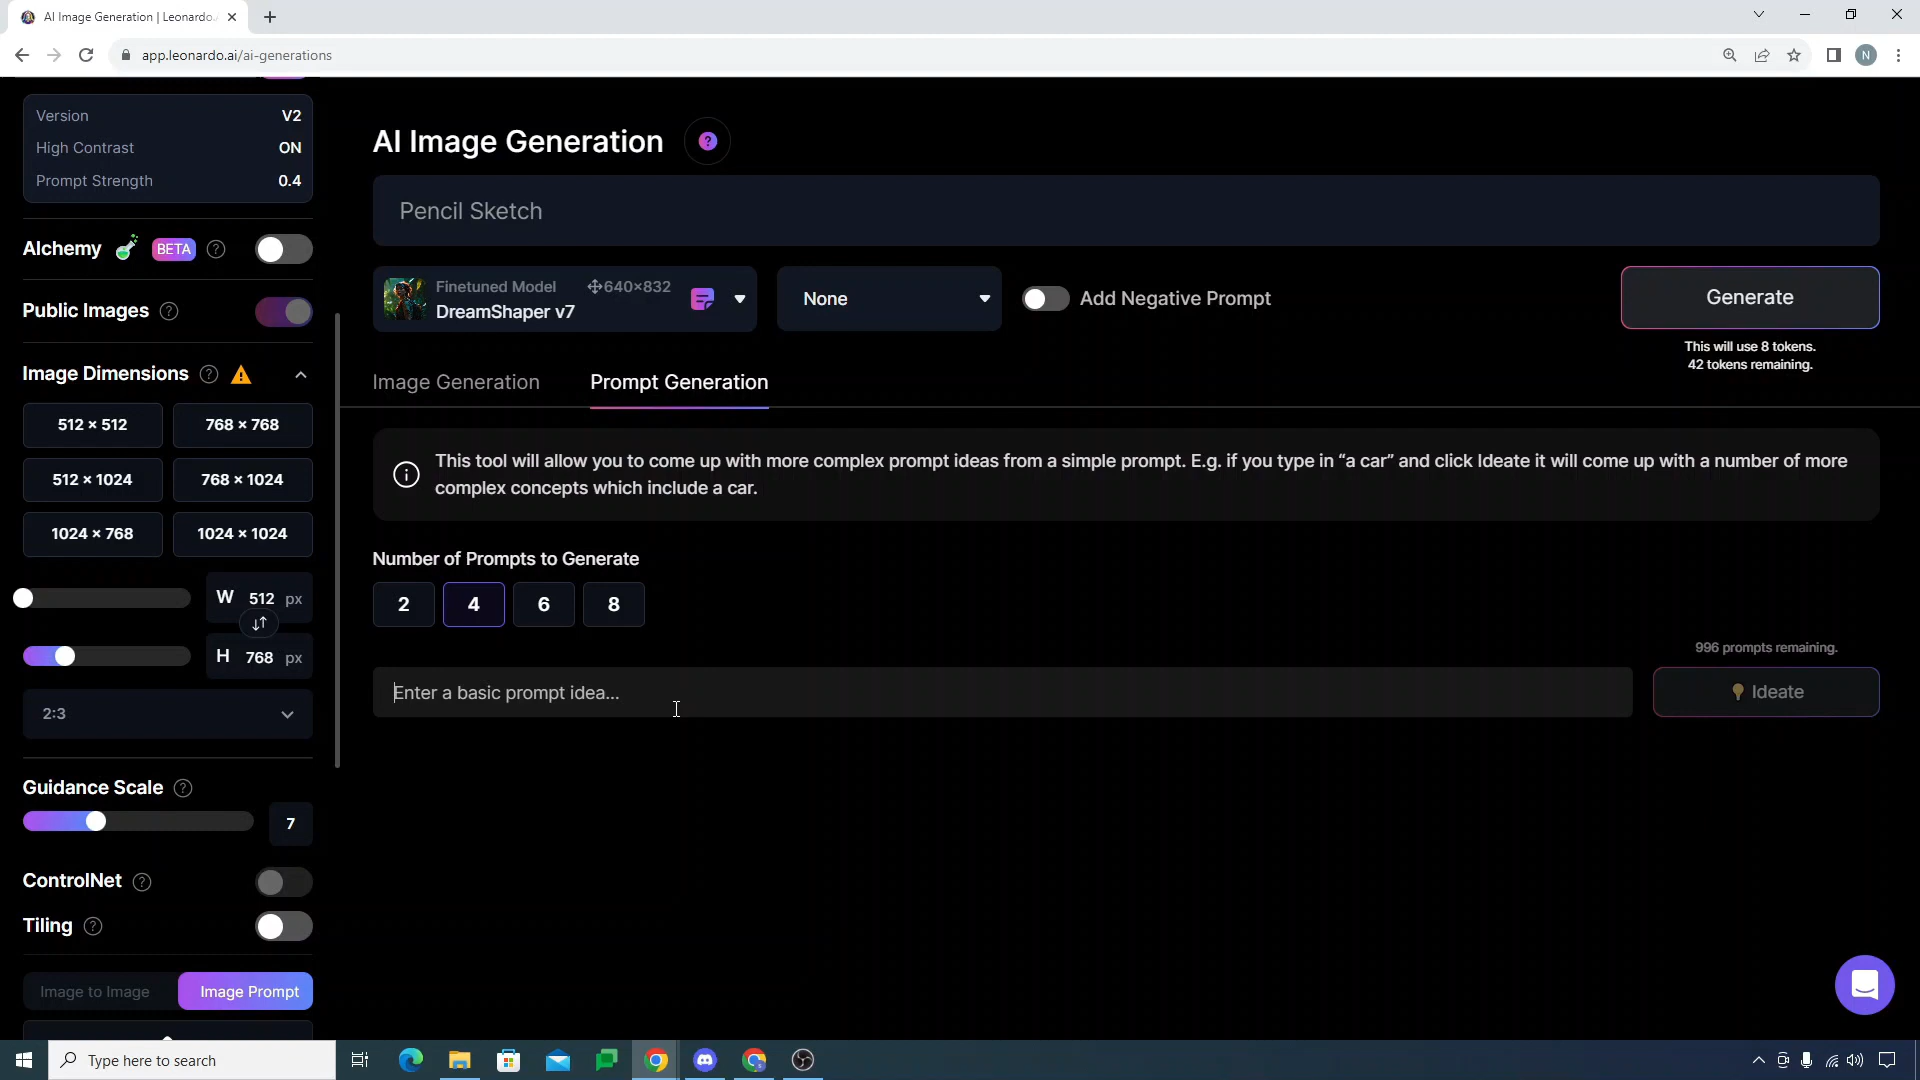 AI Image Generation | Leonardo.
app.leonardo.ai/ai-generations
N
Version V2
High Contrast ON
Prompt Strength 0.4
Alchemy BETA ?
Public Images ?
Image Dimensions ?
512 × 512 768 × 768
512 × 1024 768 × 1024
1024 × 768 1024 × 1024
W 512 px
H 768 px
2:3
Guidance Scale ?
7
ControlNet ?
Tiling ?
Image to Image Image Prompt
AI Image Generation ?
Pencil Sketch
Finetuned Model 640×832
DreamShaper v7
None
Add Negative Prompt
Generate
This will use 8 tokens.
42 tokens remaining.
Image Generation Prompt Generation
This tool will allow you to come up with more complex prompt ideas from a simple prompt. E.g. if you type in “a car” and click Ideate it will come up with a number of more
complex concepts which include a car.
Number of Prompts to Generate
2 4 6 8
996 prompts remaining.
Enter a basic prompt idea...
Ideate
Type here to search